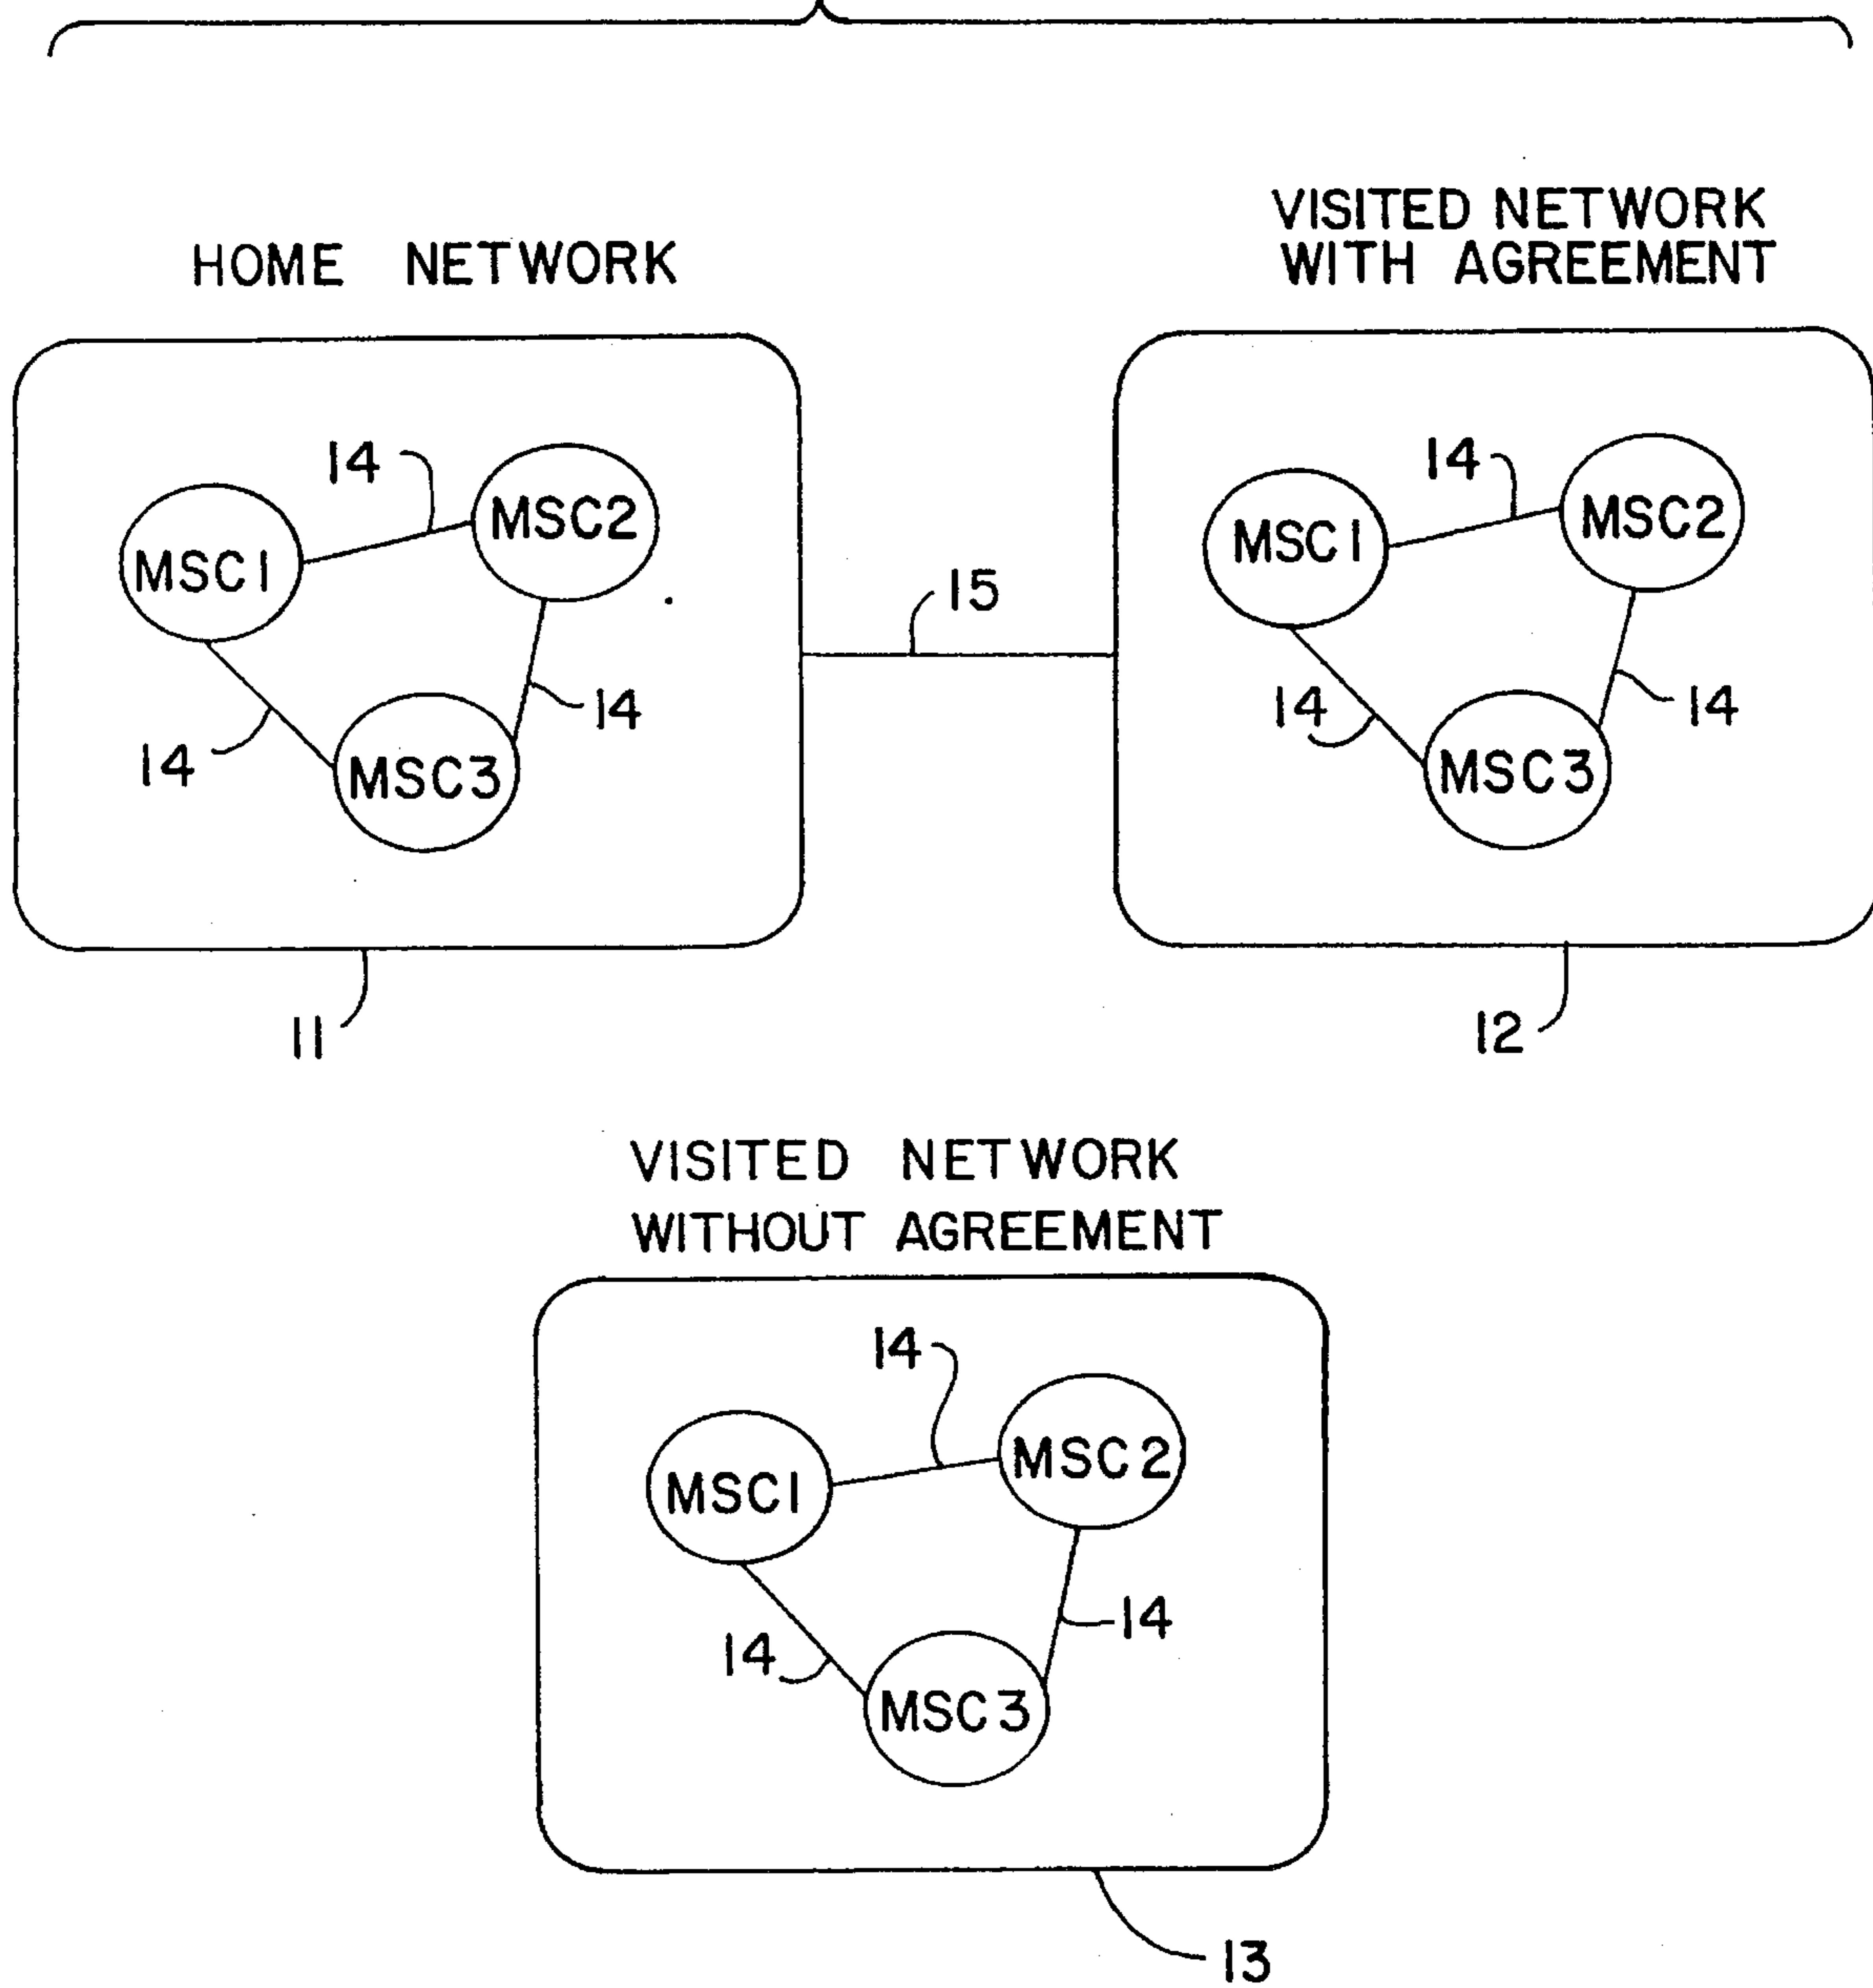 HOME NETWORK
VISITED NETWORK
WITH AGREEMENT
14
MSC1
MSC2
14
14
MSC3
15
14
MSC1
MSC2
14
14
MSC3
11
12
VISITED NETWORK
WITHOUT AGREEMENT
14
MSC1
MSC2
14
14
MSC3
13